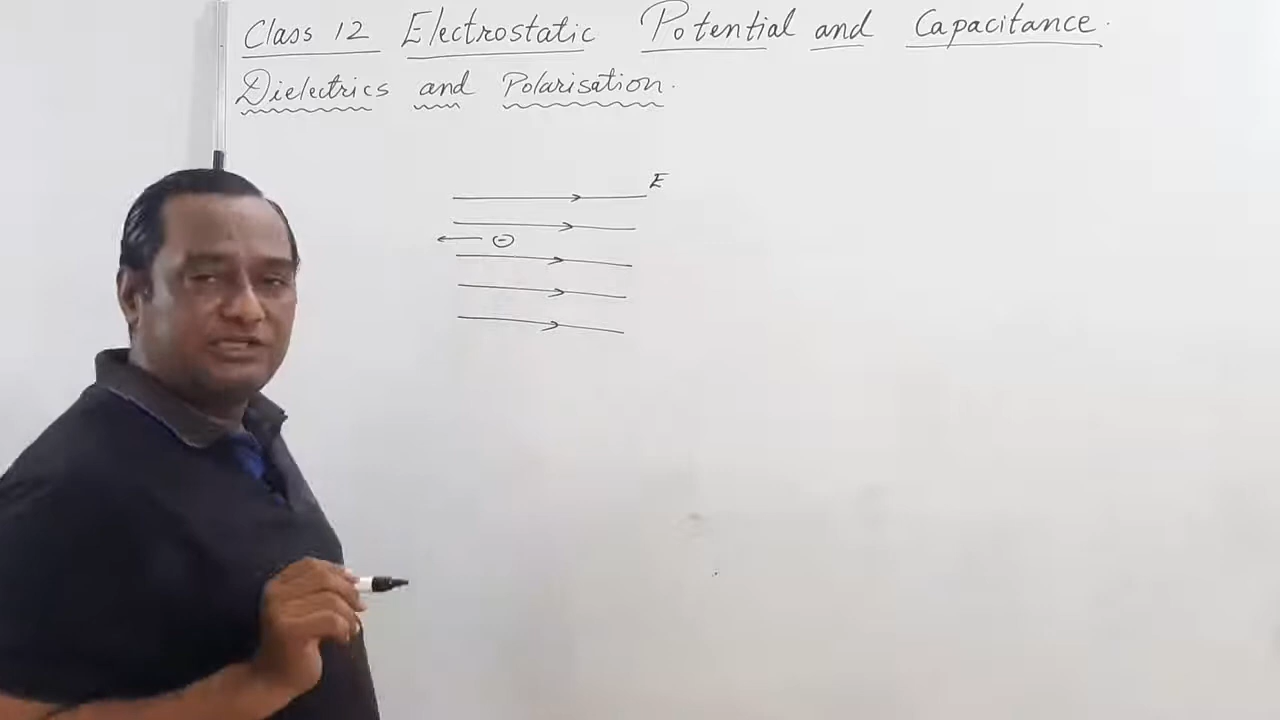 Class 12 Electrostatic Potential and Capacitance.
Dielectrics and Polarisation.
E
-